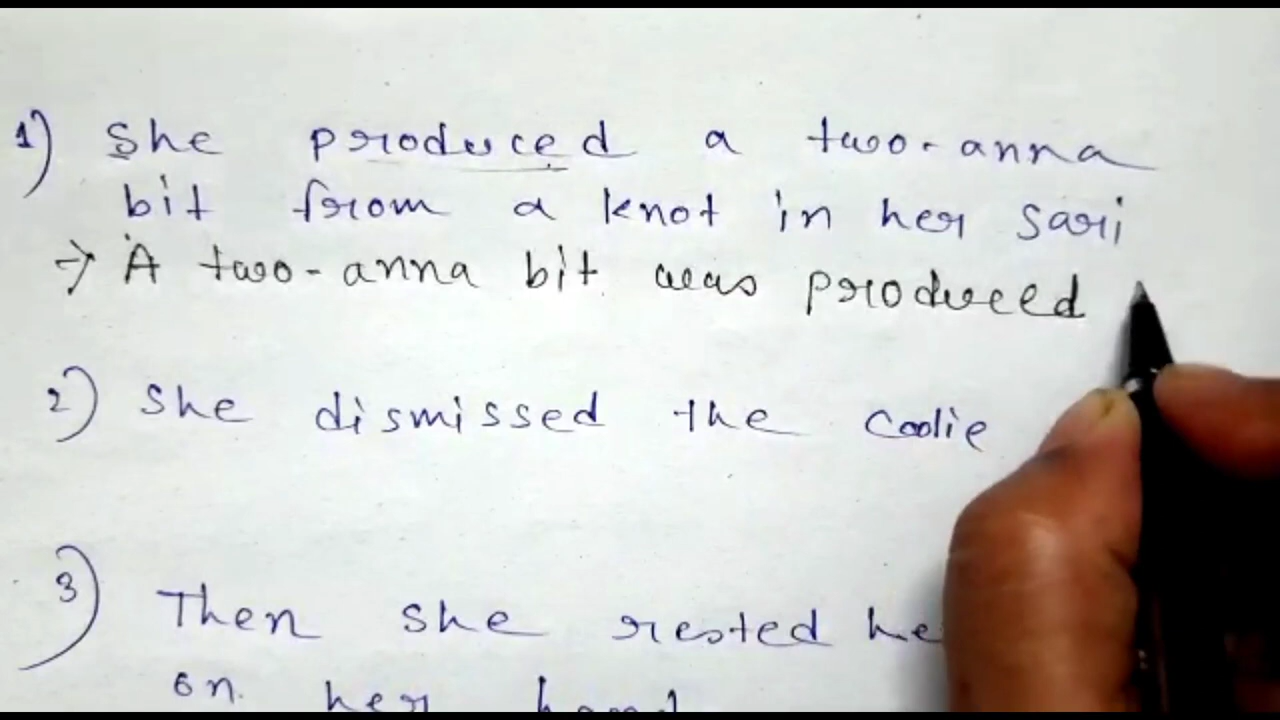 1) She produced a two-anna
bit from a knot in her sari
→ A two-anna bit was produced
2) She dismissed the coolie
3) Then she rested
on her